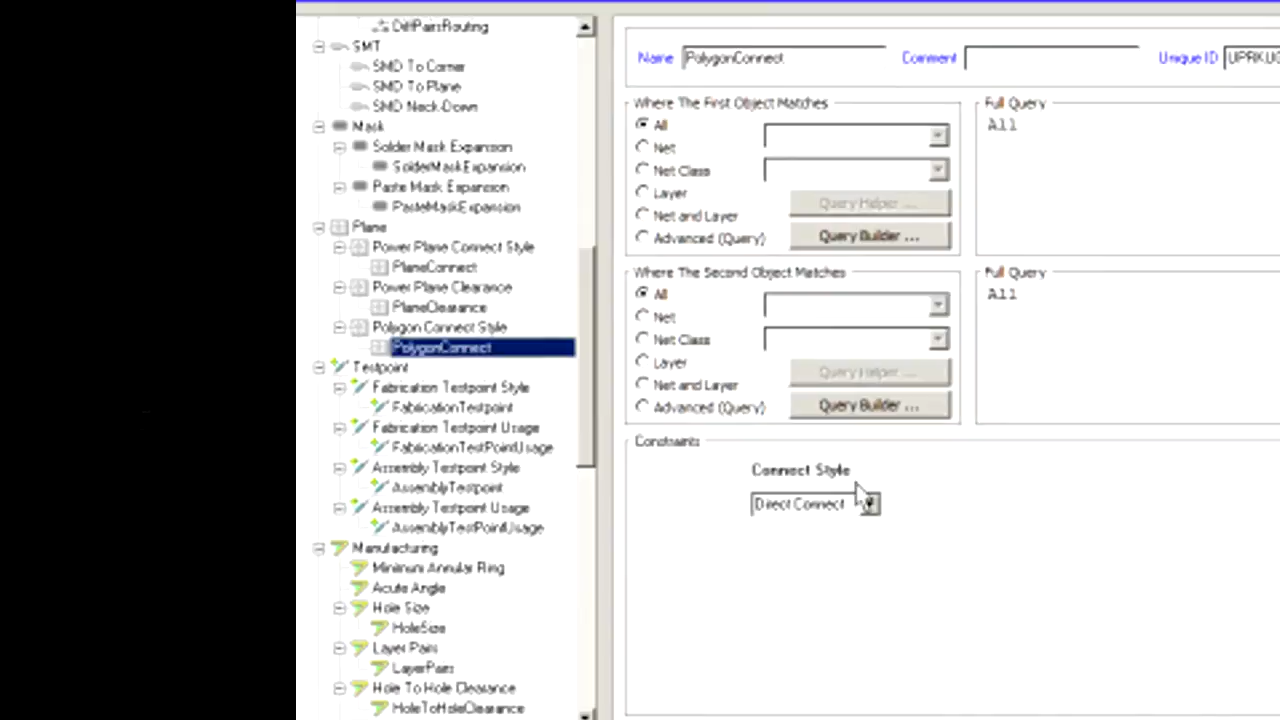 DiffPairsRouting
SMT
SMD To Corner
SMD To Plane
SMD Neck-Down
Mask
Solder Mask Expansion
SolderMaskExpansion
Paste Mask Expansion
PasteMaskExpansion
Plane
Power Plane Connect Style
PlaneConnect
Power Plane Clearance
PlaneClearance
Polygon Connect Style
PolygonConnect
Testpoint
Fabrication Testpoint Style
FabricationTestpoint
Fabrication Testpoint Usage
FabricationTestPointUsage
Assembly Testpoint Style
AssemblyTestpoint
Assembly Testpoint Usage
AssemblyTestPointUsage
Manufacturing
Minimum Annular Ring
Acute Angle
Hole Size
HoleSize
Layer Pairs
LayerPairs
Hole To Hole Clearance
HoleToHoleClearance
Name PolygonConnect Comment Unique ID
Where The First Object Matches
All
Net
Net Class
Layer
Net and Layer
Advanced (Query)
Query Helper ...
Query Builder ...
Full Query
All
Where The Second Object Matches
All
Net
Net Class
Layer
Net and Layer
Advanced (Query)
Query Helper ...
Query Builder ...
Full Query
All
Constraints
Connect Style
Direct Connect